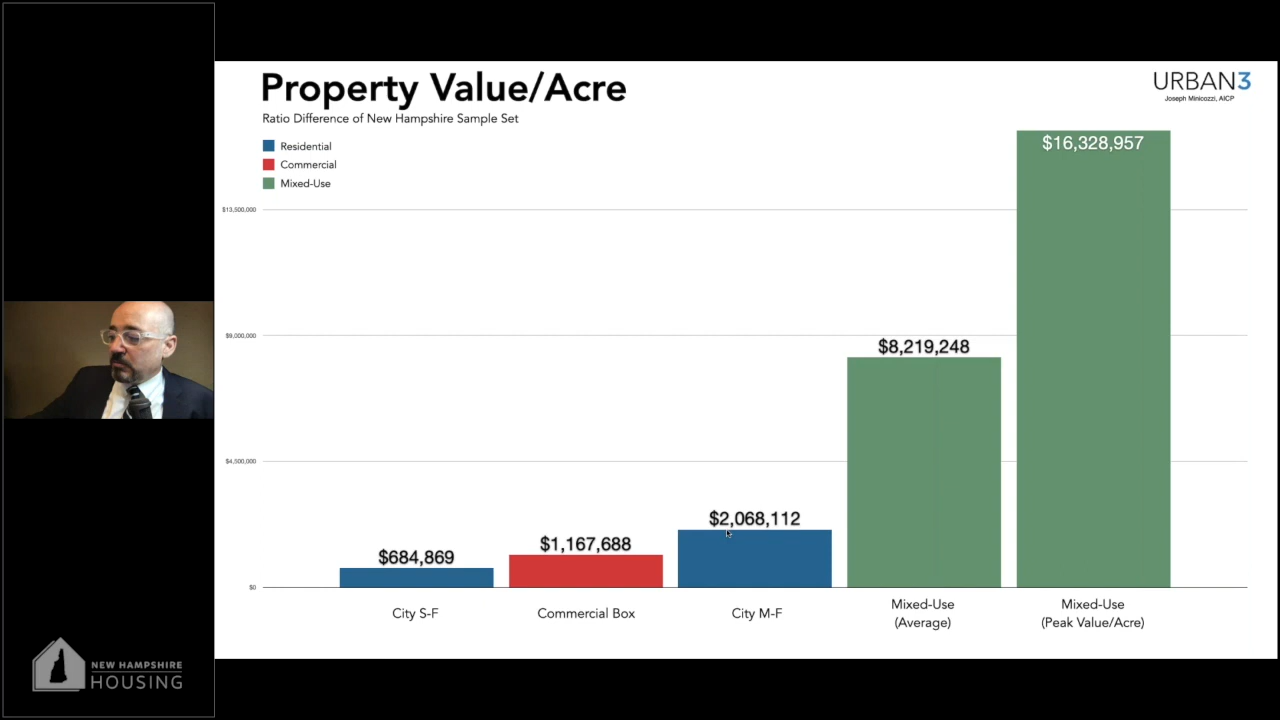 Property Value/Acre
Ratio Difference of New Hampshire Sample Set
URBAN3
Joseph Minicozzi, AICP
Residential
Commercial
Mixed-Use
$13,500,000
$9,000,000
$4,500,000
$0
$684,869
$1,167,688
$2,068,112
$8,219,248
$16,328,957
City S-F
Commercial Box
City M-F
Mixed-Use
(Average)
Mixed-Use
(Peak Value/Acre)
NEW HAMPSHIRE
HOUSING